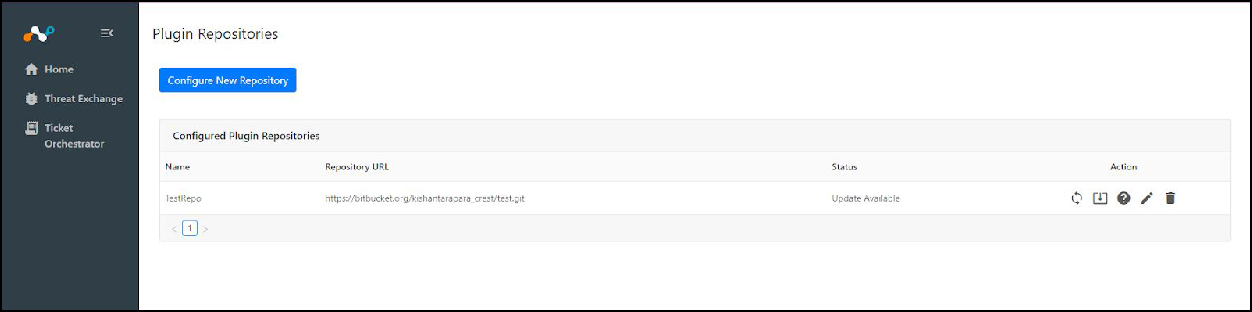 Plugin Repositories
Home
Threat Exchange
Ticket
Orchestrator
Configure New Repository
Configured Plugin Repositories
Name Repository URL Status Action
TestRepo https://bitbucket.org/kishantarapara_crest/test.git Update Available
< 1 >